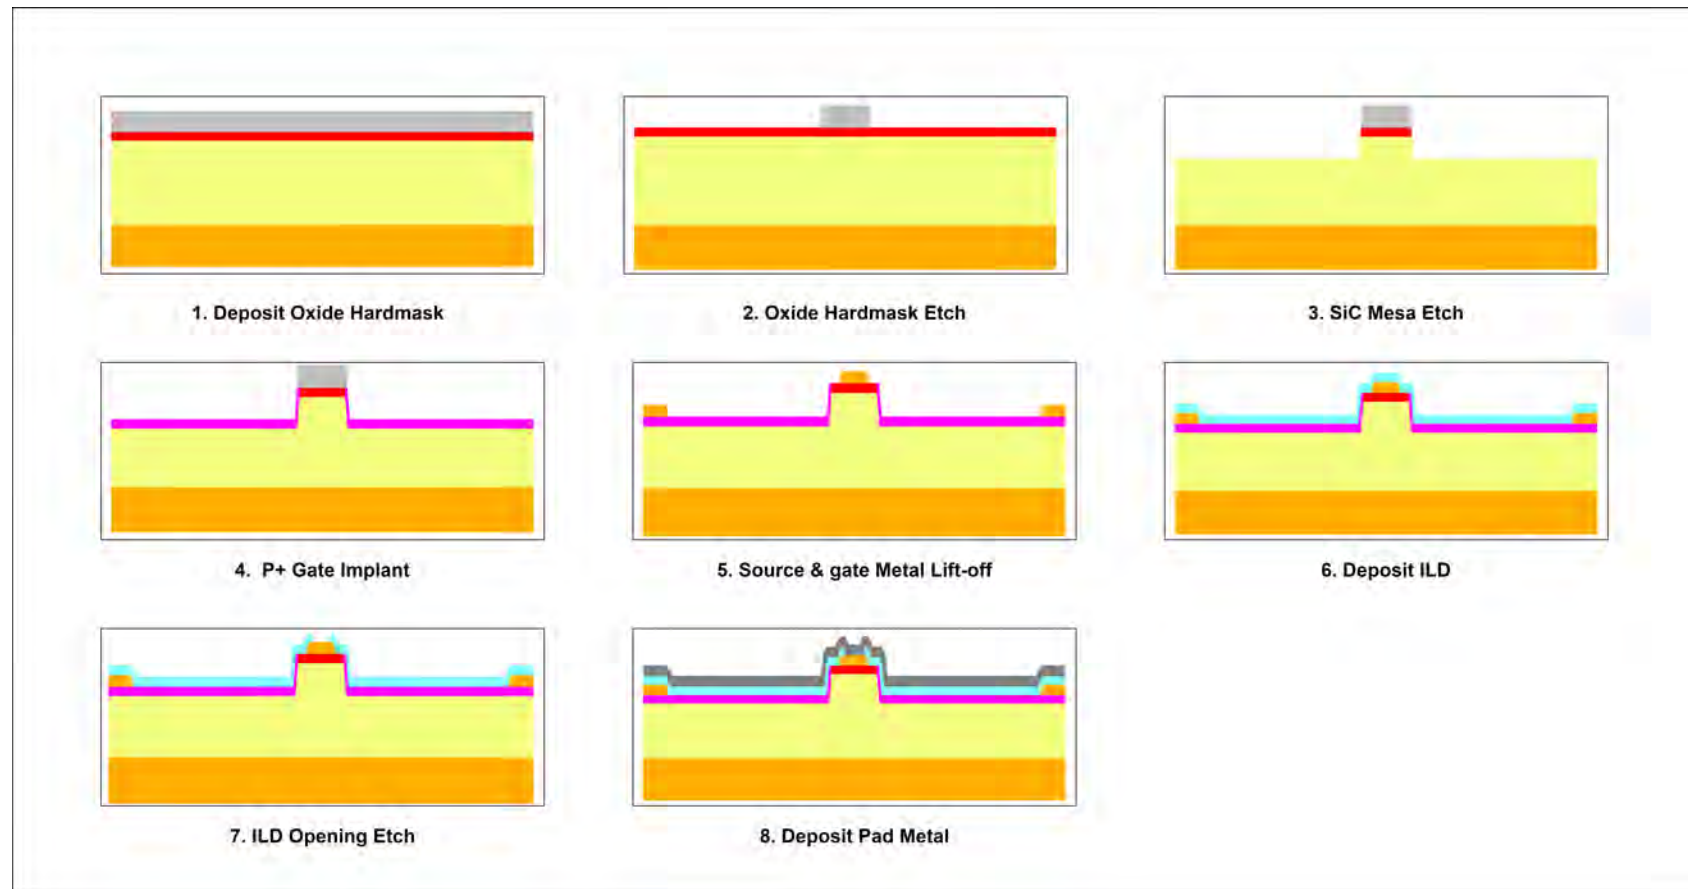 1. Deposit Oxide Hardmask
2. Oxide Hardmask Etch
3. SiC Mesa Etch
4.  P+ Gate Implant
5. Source & gate Metal Lift-off
6. Deposit ILD
7. ILD Opening Etch
8. Deposit Pad Metal